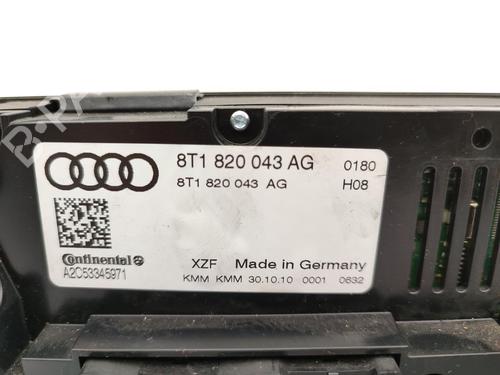 B-PA
8T1 820 043 AG 0180
8T1 820 043 AG H08
Continental
A2C53345971
XZF Made in Germany
KMM KMM 30.10.10 0001 0632